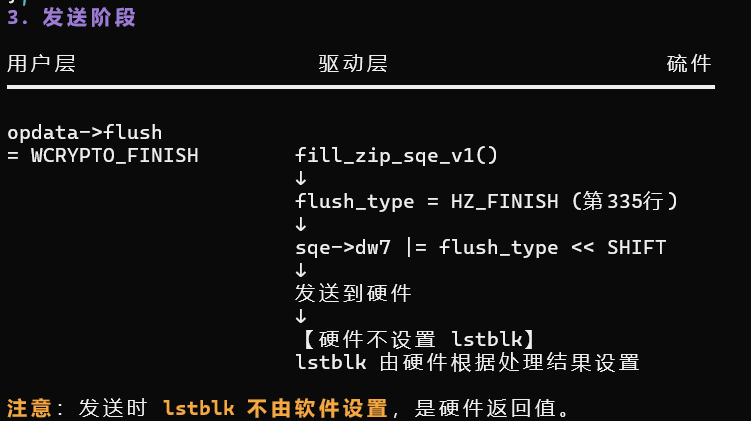 3. 发送阶段
用户层 驱动层 硫件
opdata->flush
= WCRYPTO_FINISH fill_zip_sqe_v1()
↓
flush_type = HZ_FINISH (第335行)
↓
sqe->dw7 |= flush_type << SHIFT
↓
发送到硬件
↓
【硬件不设置 lstblk】
lstblk 由硬件根据处理结果设置
注意: 发送时 lstblk 不由软件设置, 是硬件返回值。